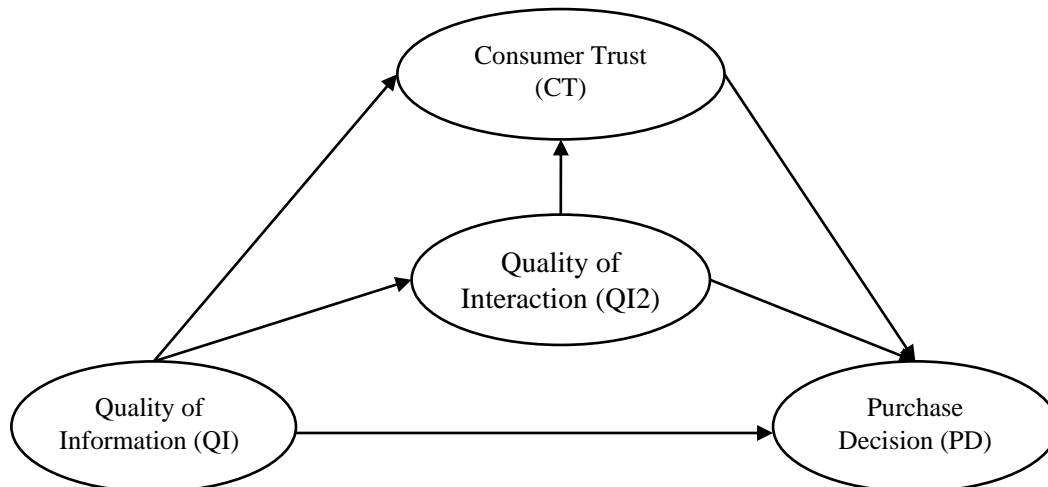 Consumer Trust
(CT)
Quality of
Interaction (QI2)
Quality of
Information (QI)
Purchase
Decision (PD)